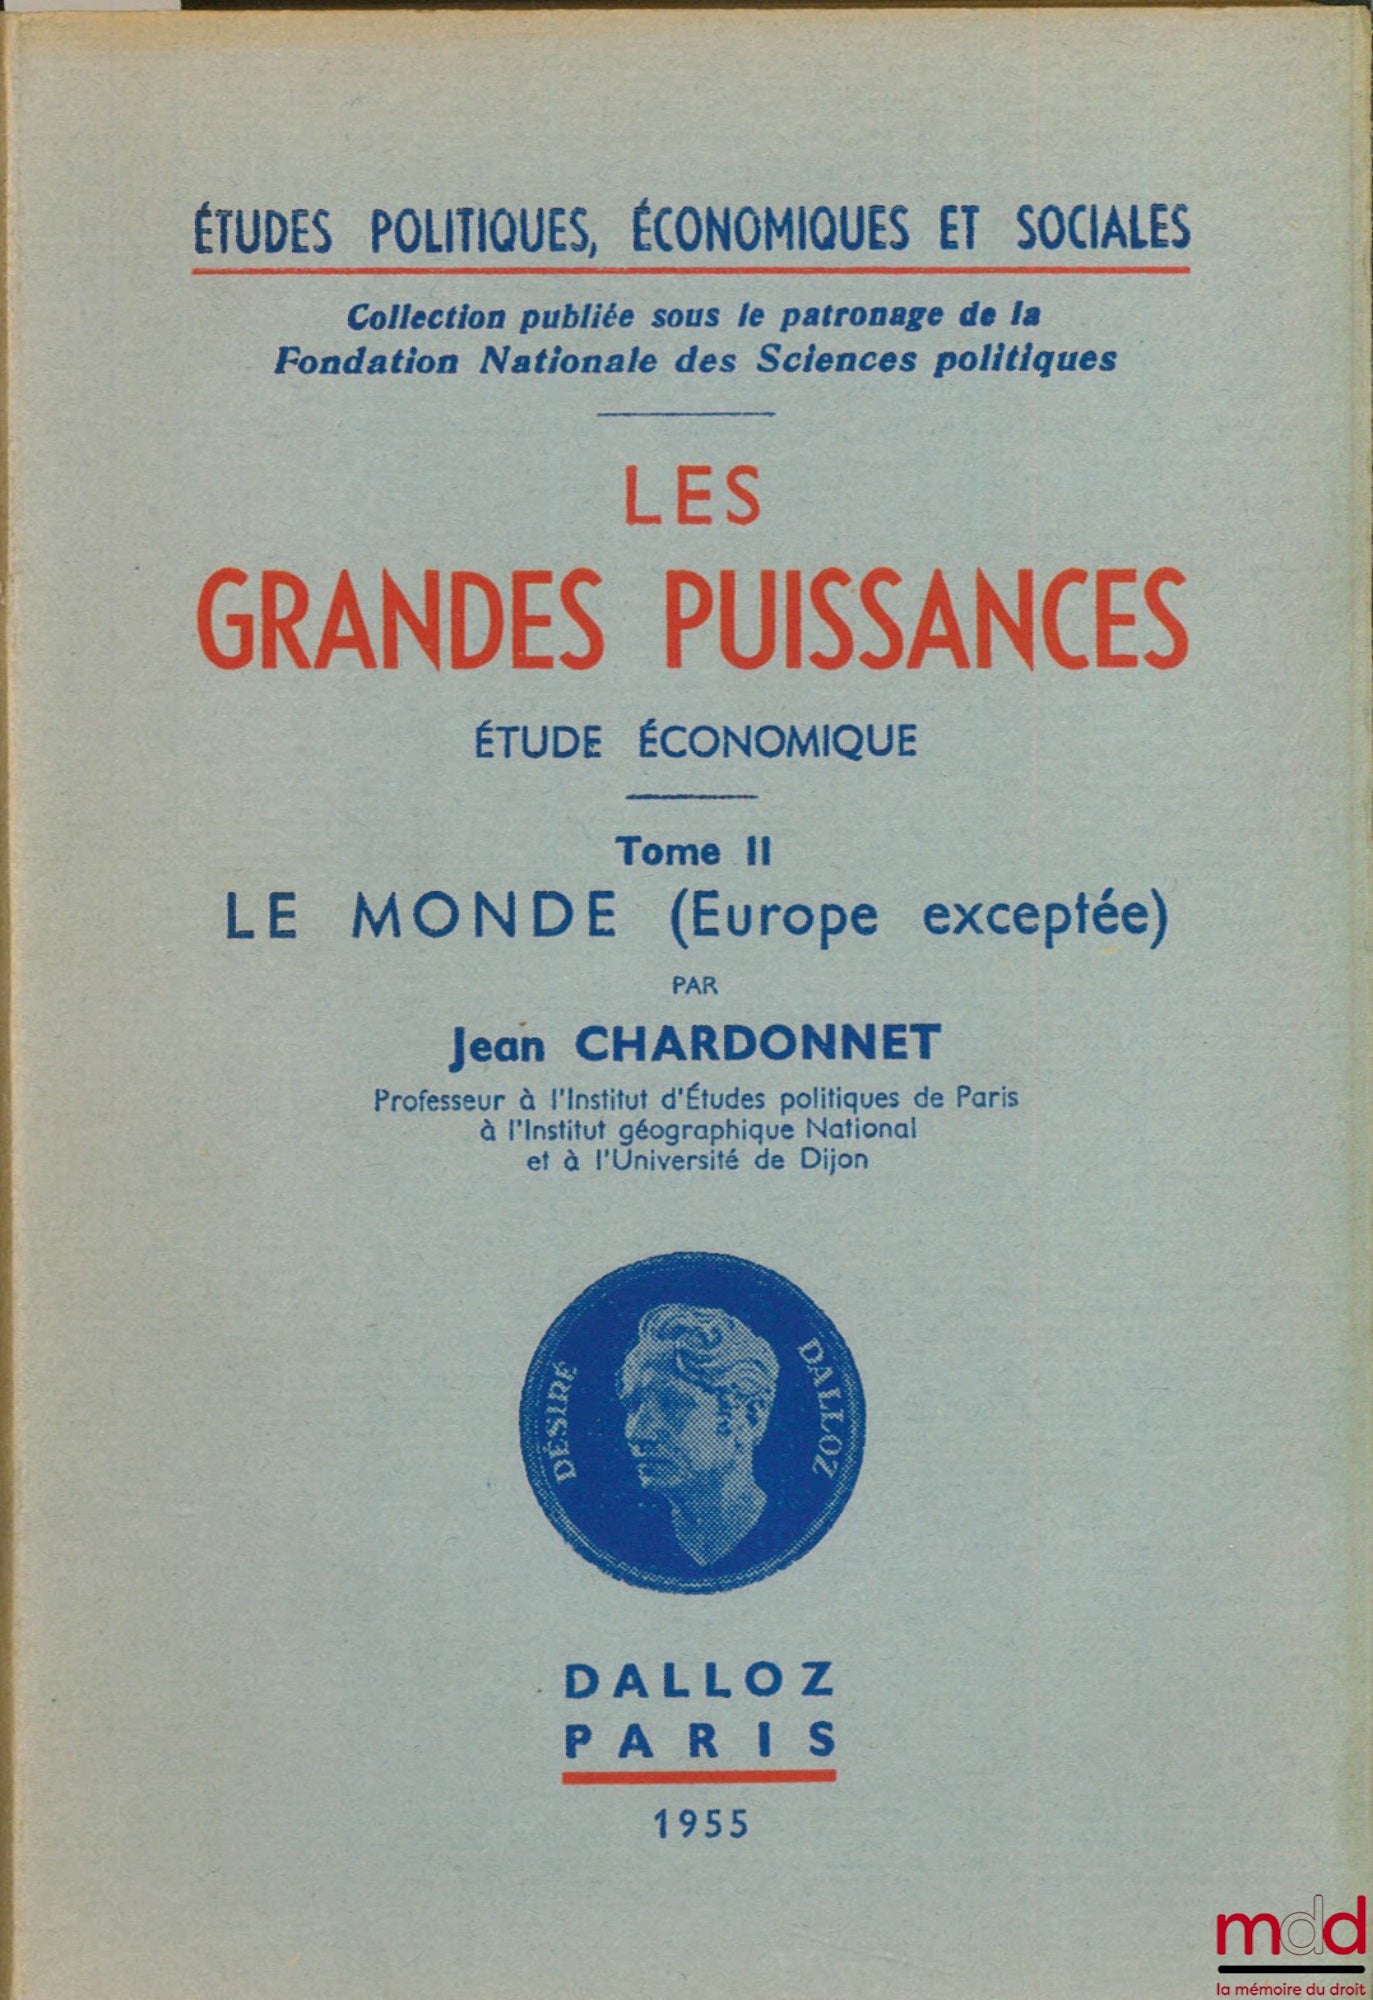 ÉTUDES POLITIQUES, ÉCONOMIQUES ET SOCIALES
Collection publiée sous le patronage de la
Fondation Nationale des Sciences politiques
LES
GRANDES PUISSANCES
ÉTUDE ÉCONOMIQUE
Tome II
LE MONDE (Europe exceptée)
PAR
Jean CHARDONNET
Professeur à l'Institut d'Études politiques de Paris
à l'Institut géographique National
et à l'Université de Dijon
DÉSIRÉ DALLOZ
DALLOZ
PARIS
1955
mdd
la mémoire du droit